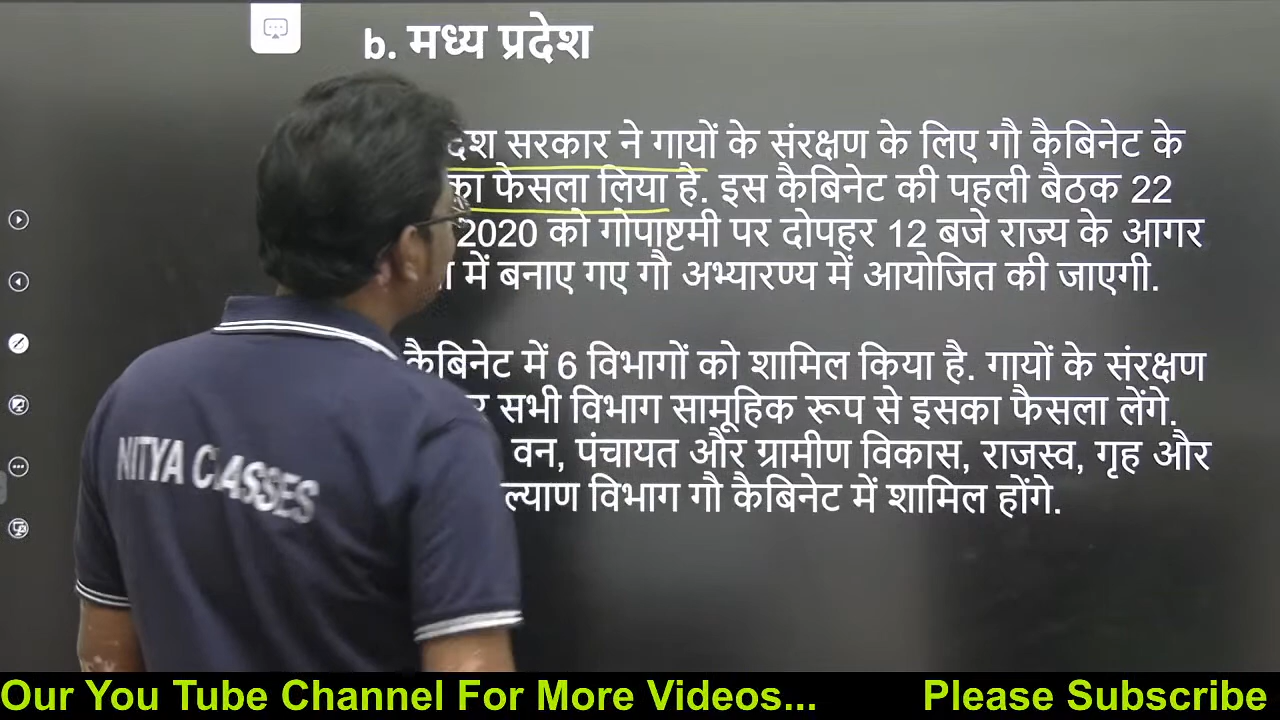 b. मध्य प्रदेश
सरकार ने गायों के संरक्षण के लिए गौ कैबिनेट के
का फैसला लिया है. इस कैबिनेट की पहली बैठक 22
2020 को गोपाष्टमी पर दोपहर 12 बजे राज्य के आगर
में बनाए गए गौ अभ्यारण्य में आयोजित की जाएगी.
कैबिनेट में 6 विभागों को शामिल किया है. गायों के संरक्षण
सभी विभाग सामूहिक रूप से इसका फैसला लेंगे.
वन, पंचायत और ग्रामीण विकास, राजस्व, गृह और
विभाग गौ कैबिनेट में शामिल होंगे.
NITYA CLASSES
Our You Tube Channel For More Videos... Please Subscribe